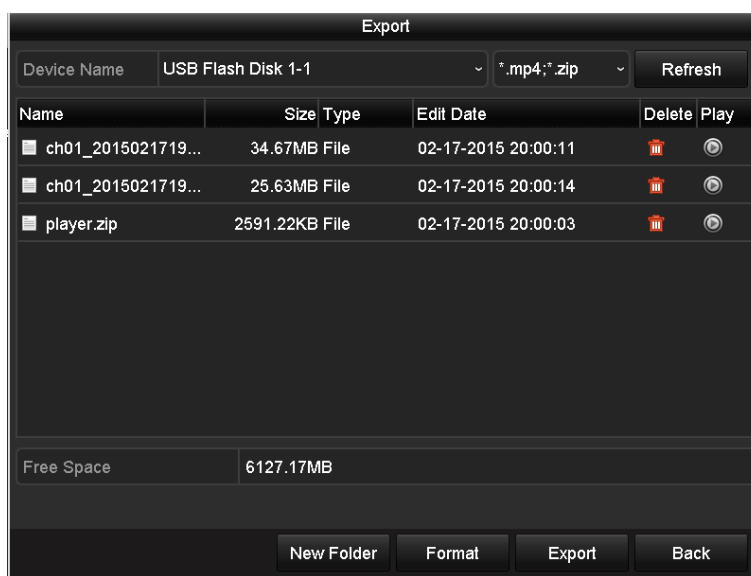 Export
Device Name USB Flash Disk 1-1 *.mp4;*.zip Refresh
Name Size Type Edit Date Delete Play
ch01_2015021719... 34.67MB File 02-17-2015 20:00:11
ch01_2015021719... 25.63MB File 02-17-2015 20:00:14
player.zip 2591.22KB File 02-17-2015 20:00:03
Free Space 6127.17MB
New Folder Format Export Back